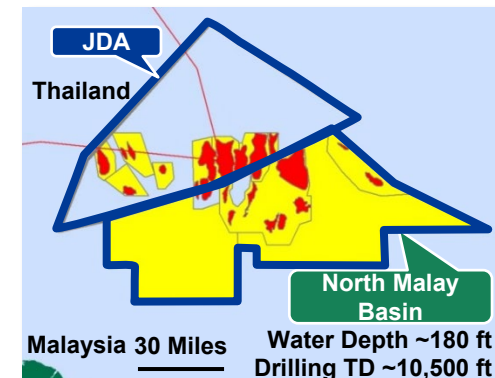 JDA
Thailand
North Malay
Basin
Malaysia 30 Miles
Water Depth ~180 ft
Drilling TD ~10,500 ft